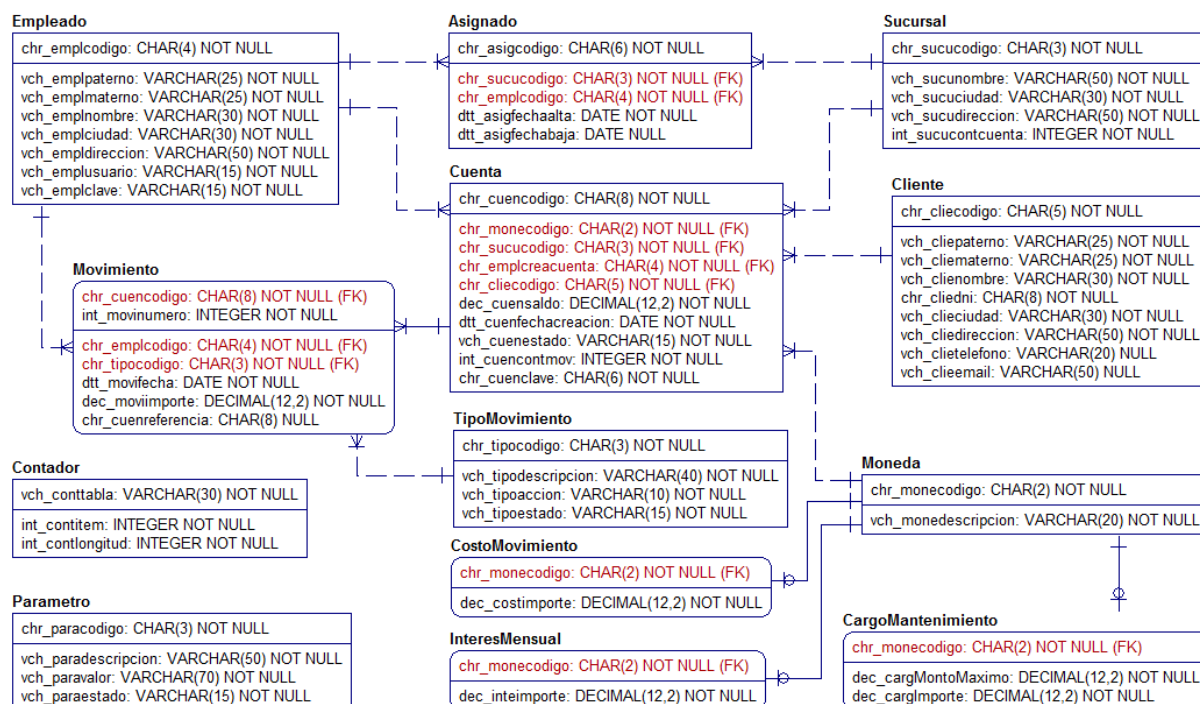 Empleado
chr_emplcodigo: CHAR(4) NOT NULL
vch_emplpaterno: VARCHAR(25) NOT NULL
vch_emplmaterno: VARCHAR(25) NOT NULL
vch_emplnombre: VARCHAR(30) NOT NULL
vch_emplciudad: VARCHAR(30) NOT NULL
vch_empldireccion: VARCHAR(50) NOT NULL
vch_emplusuario: VARCHAR(15) NOT NULL
vch_emplclave: VARCHAR(15) NOT NULL
Asignado
chr_asigcodigo: CHAR(6) NOT NULL
chr_sucucodigo: CHAR(3) NOT NULL (FK)
chr_emplcodigo: CHAR(4) NOT NULL (FK)
dtt_asigfechaalta: DATE NOT NULL
dtt_asigfechabaja: DATE NULL
Sucursal
chr_sucucodigo: CHAR(3) NOT NULL
vch_sucunombre: VARCHAR(50) NOT NULL
vch_sucuciudad: VARCHAR(30) NOT NULL
vch_sucudireccion: VARCHAR(50) NOT NULL
int_sucucontcuenta: INTEGER NOT NULL
Cuenta
chr_cuencodigo: CHAR(8) NOT NULL
chr_monecodigo: CHAR(2) NOT NULL (FK)
chr_sucucodigo: CHAR(3) NOT NULL (FK)
chr_emplcreacuenta: CHAR(4) NOT NULL (FK)
chr_cliecodigo: CHAR(5) NOT NULL (FK)
dec_cuensaldo: DECIMAL(12,2) NOT NULL
dtt_cuenfechacreacion: DATE NOT NULL
vch_cuenestado: VARCHAR(15) NOT NULL
int_cuencontmov: INTEGER NOT NULL
chr_cuenclave: CHAR(6) NOT NULL
Cliente
chr_cliecodigo: CHAR(5) NOT NULL
vch_cliepaterno: VARCHAR(25) NOT NULL
vch_cliematerno: VARCHAR(25) NOT NULL
vch_clienombre: VARCHAR(30) NOT NULL
chr_cliedni: CHAR(8) NOT NULL
vch_clieciudad: VARCHAR(30) NOT NULL
vch_cliedireccion: VARCHAR(50) NOT NULL
vch_clietelefono: VARCHAR(20) NULL
vch_clieemail: VARCHAR(50) NULL
Movimiento
chr_cuencodigo: CHAR(8) NOT NULL (FK)
int_movinumero: INTEGER NOT NULL
chr_emplcodigo: CHAR(4) NOT NULL (FK)
chr_tipocodigo: CHAR(3) NOT NULL (FK)
dtt_movifecha: DATE NOT NULL
dec_moviimporte: DECIMAL(12,2) NOT NULL
chr_cuenreferencia: CHAR(8) NULL
TipoMovimiento
chr_tipocodigo: CHAR(3) NOT NULL
vch_tipodescripcion: VARCHAR(40) NOT NULL
vch_tipoaccion: VARCHAR(10) NOT NULL
vch_tipoestado: VARCHAR(15) NOT NULL
Contador
vch_conttabla: VARCHAR(30) NOT NULL
int_contitem: INTEGER NOT NULL
int_contlongitud: INTEGER NOT NULL
Moneda
chr_monecodigo: CHAR(2) NOT NULL
vch_monedescripcion: VARCHAR(20) NOT NULL
CostoMovimiento
chr_monecodigo: CHAR(2) NOT NULL (FK)
dec_costimporte: DECIMAL(12,2) NOT NULL
Parametro
chr_paracodigo: CHAR(3) NOT NULL
vch_paradescripcion: VARCHAR(50) NOT NULL
vch_paravalor: VARCHAR(70) NOT NULL
vch_paraestado: VARCHAR(15) NOT NULL
InteresMensual
chr_monecodigo: CHAR(2) NOT NULL (FK)
dec_inteimporte: DECIMAL(12,2) NOT NULL
CargoMantenimiento
chr_monecodigo: CHAR(2) NOT NULL (FK)
dec_cargMontoMaximo: DECIMAL(12,2) NOT NULL
dec_cargImporte: DECIMAL(12,2) NOT NULL